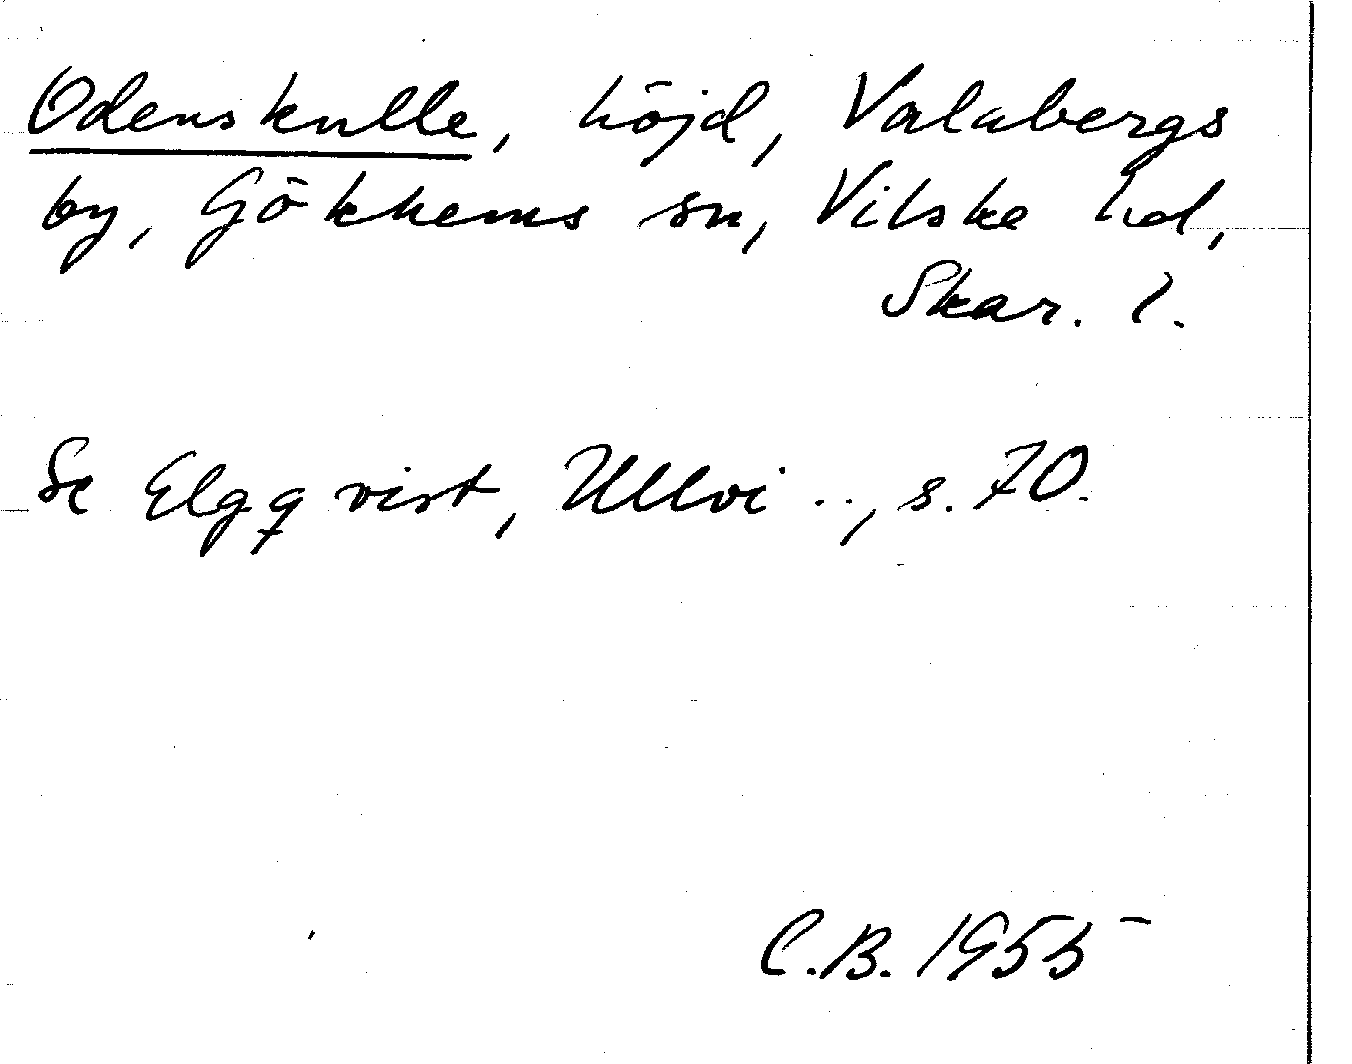 Odenskulle, höjd, Valabergs
by, Gökhems sn, Vilske hd,
Skar. l.
Se Elgqvist, Ullvi .., s. 70.
C.B. 1955